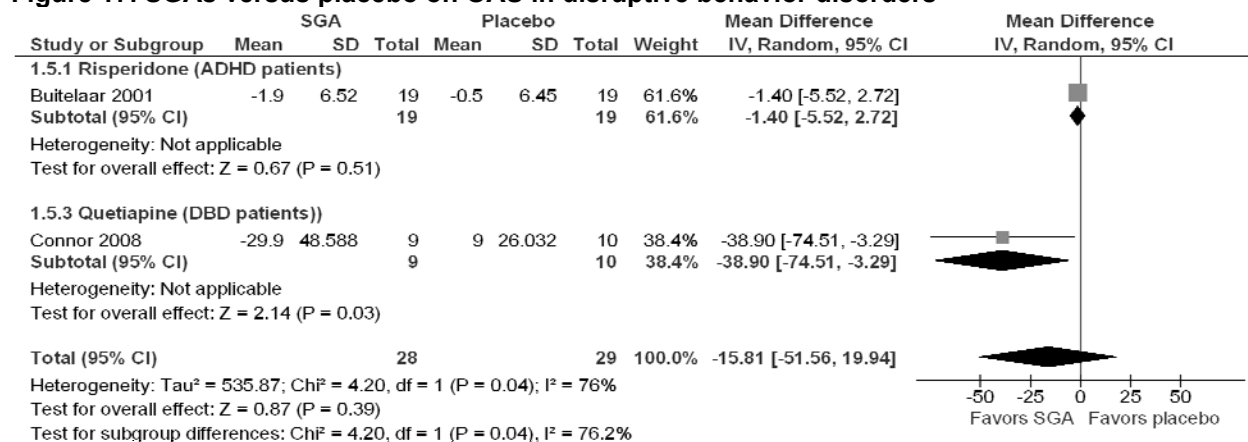 SGAs versus placebo on OAS in disruptive behavior disorders
SGA Placebo Mean Difference Mean Difference
Study or Subgroup Mean SD Total Mean SD Total Weight IV, Random, 95% CI IV, Random, 95% CI
1.5.1 Risperidone (ADHD patients)
Buitelaar 2001 -1.9 6.52 19 -0.5 6.45 19 61.6% -1.40 [-5.52, 2.72]
Subtotal (95% CI) 19 19 61.6% -1.40 [-5.52, 2.72]
Heterogeneity: Not applicable
Test for overall effect: Z = 0.67 (P = 0.51)
1.5.3 Quetiapine (DBD patients))
Connor 2008 -29.9 48.588 9 9 26.032 10 38.4% -38.90 [-74.51, -3.29]
Subtotal (95% CI) 9 10 38.4% -38.90 [-74.51, -3.29]
Heterogeneity: Not applicable
Test for overall effect: Z = 2.14 (P = 0.03)
Total (95% CI) 28 29 100.0% -15.81 [-51.56, 19.94]
Heterogeneity: Tau² = 535.87; Chi² = 4.20, df = 1 (P = 0.04); I² = 76%
Test for overall effect: Z = 0.87 (P = 0.39)
Test for subgroup differences: Chi² = 4.20, df = 1 (P = 0.04), I² = 76.2%
-50 -25 0 25 50
Favors SGA Favors placebo